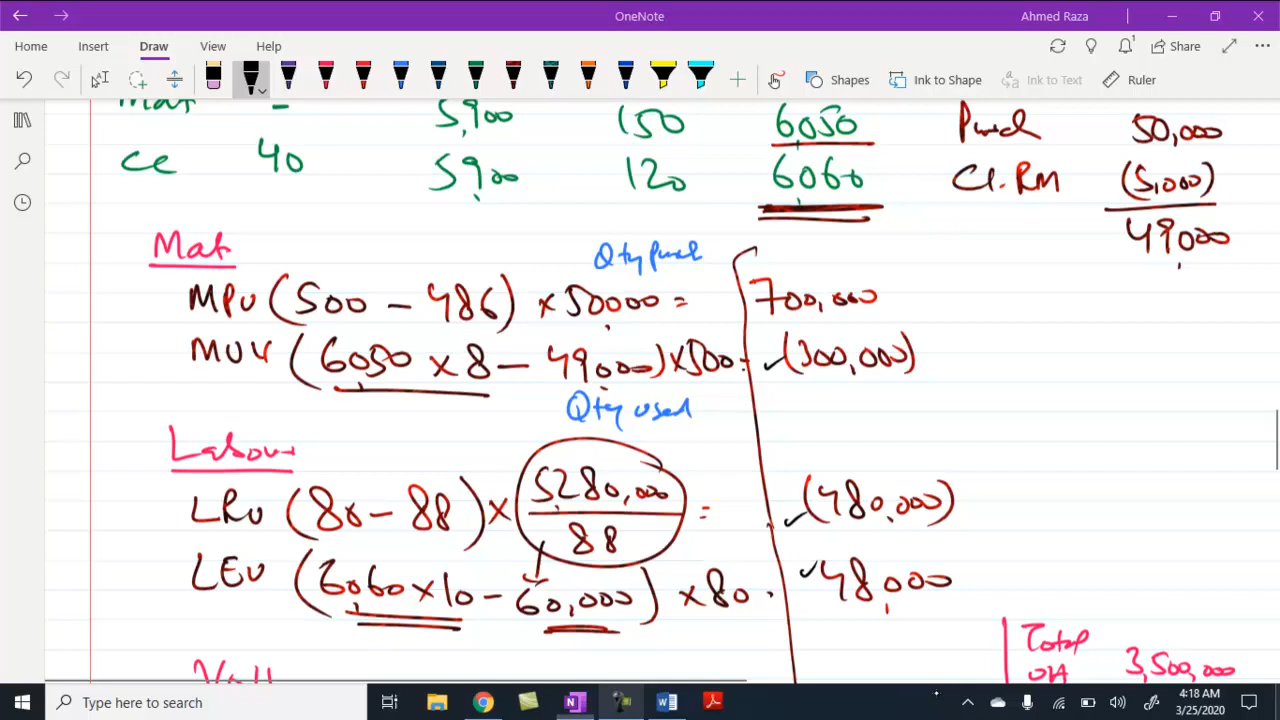 OneNote
Ahmed Raza
Home Insert Draw View Help
Share
Shapes Ink to Shape Ink to Text Ruler
Mat - 5,900 150 6050
CC 40 5900 120 6060
Purch 50,000
Cl. RM (5,000)
49,000
Mat
Qty purch
MPV (500 - 486) × 50000 = 700,000
MUV (6050 × 8 - 49,000) × 500 = (300,000)
Qty used
Labour
LRV (80 - 88) × 5280,000 / 88 = (480,000)
LEV (6060 × 10 - 60,000) × 80 . 48,000
Total
OH 3,500,000
Type here to search
4:18 AM
3/25/2020